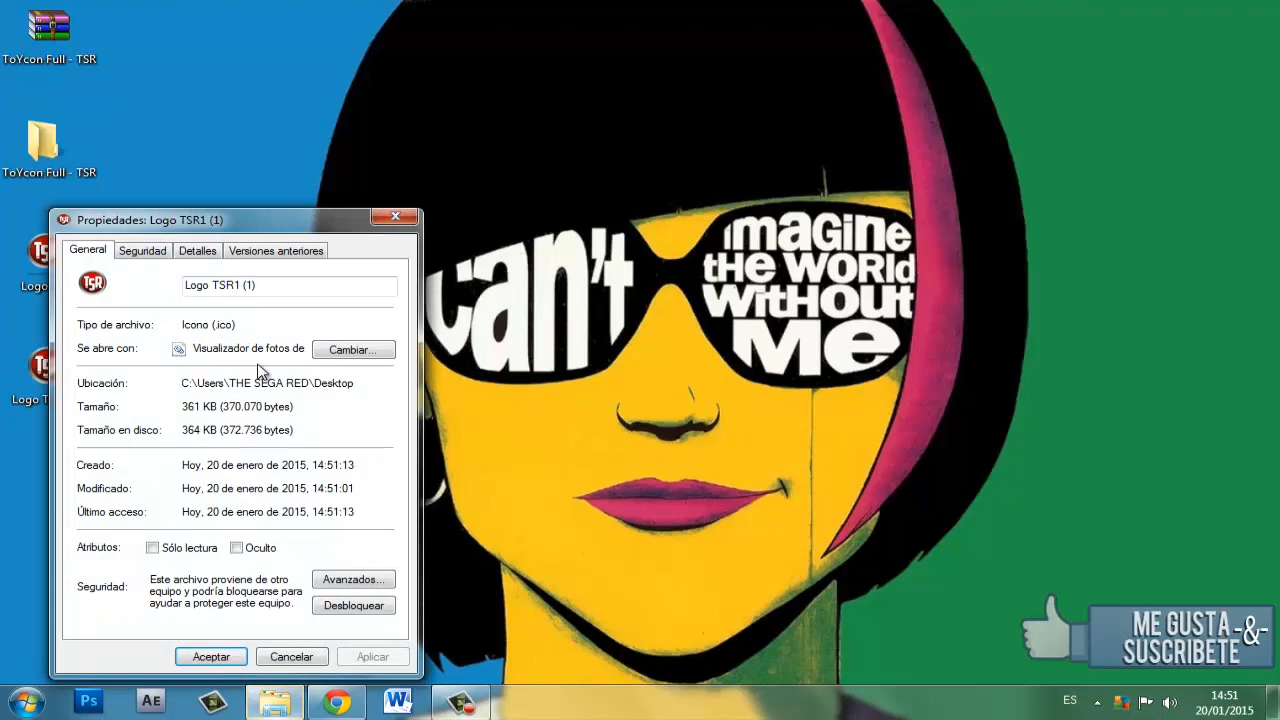 ToYcon Full - TSR
ToYcon Full - TSR
Propiedades: Logo TSR1 (1)
General
Seguridad
Detalles
Versiones anteriores
TSR
Logo TSR1 (1)
Tipo de archivo:
Icono (.ico)
Se abre con:
Visualizador de fotos de
Cambiar...
Ubicación:
C:\Users\THE SEGA RED\Desktop
Tamaño:
361 KB (370.070 bytes)
Tamaño en disco:
364 KB (372.736 bytes)
Creado:
Hoy, 20 de enero de 2015, 14:51:13
Modificado:
Hoy, 20 de enero de 2015, 14:51:01
Último acceso:
Hoy, 20 de enero de 2015, 14:51:13
Atributos:
Sólo lectura
Oculto
Seguridad:
Este archivo proviene de otro
equipo y podría bloquearse para
ayudar a proteger este equipo.
Avanzados...
Desbloquear
Aceptar
Cancelar
Aplicar
Logo
Logo T
can't
imagine
the world
without
Me
ME GUSTA -&-
SUSCRIBETE
Ps
AE
W
ES
14:51
20/01/2015